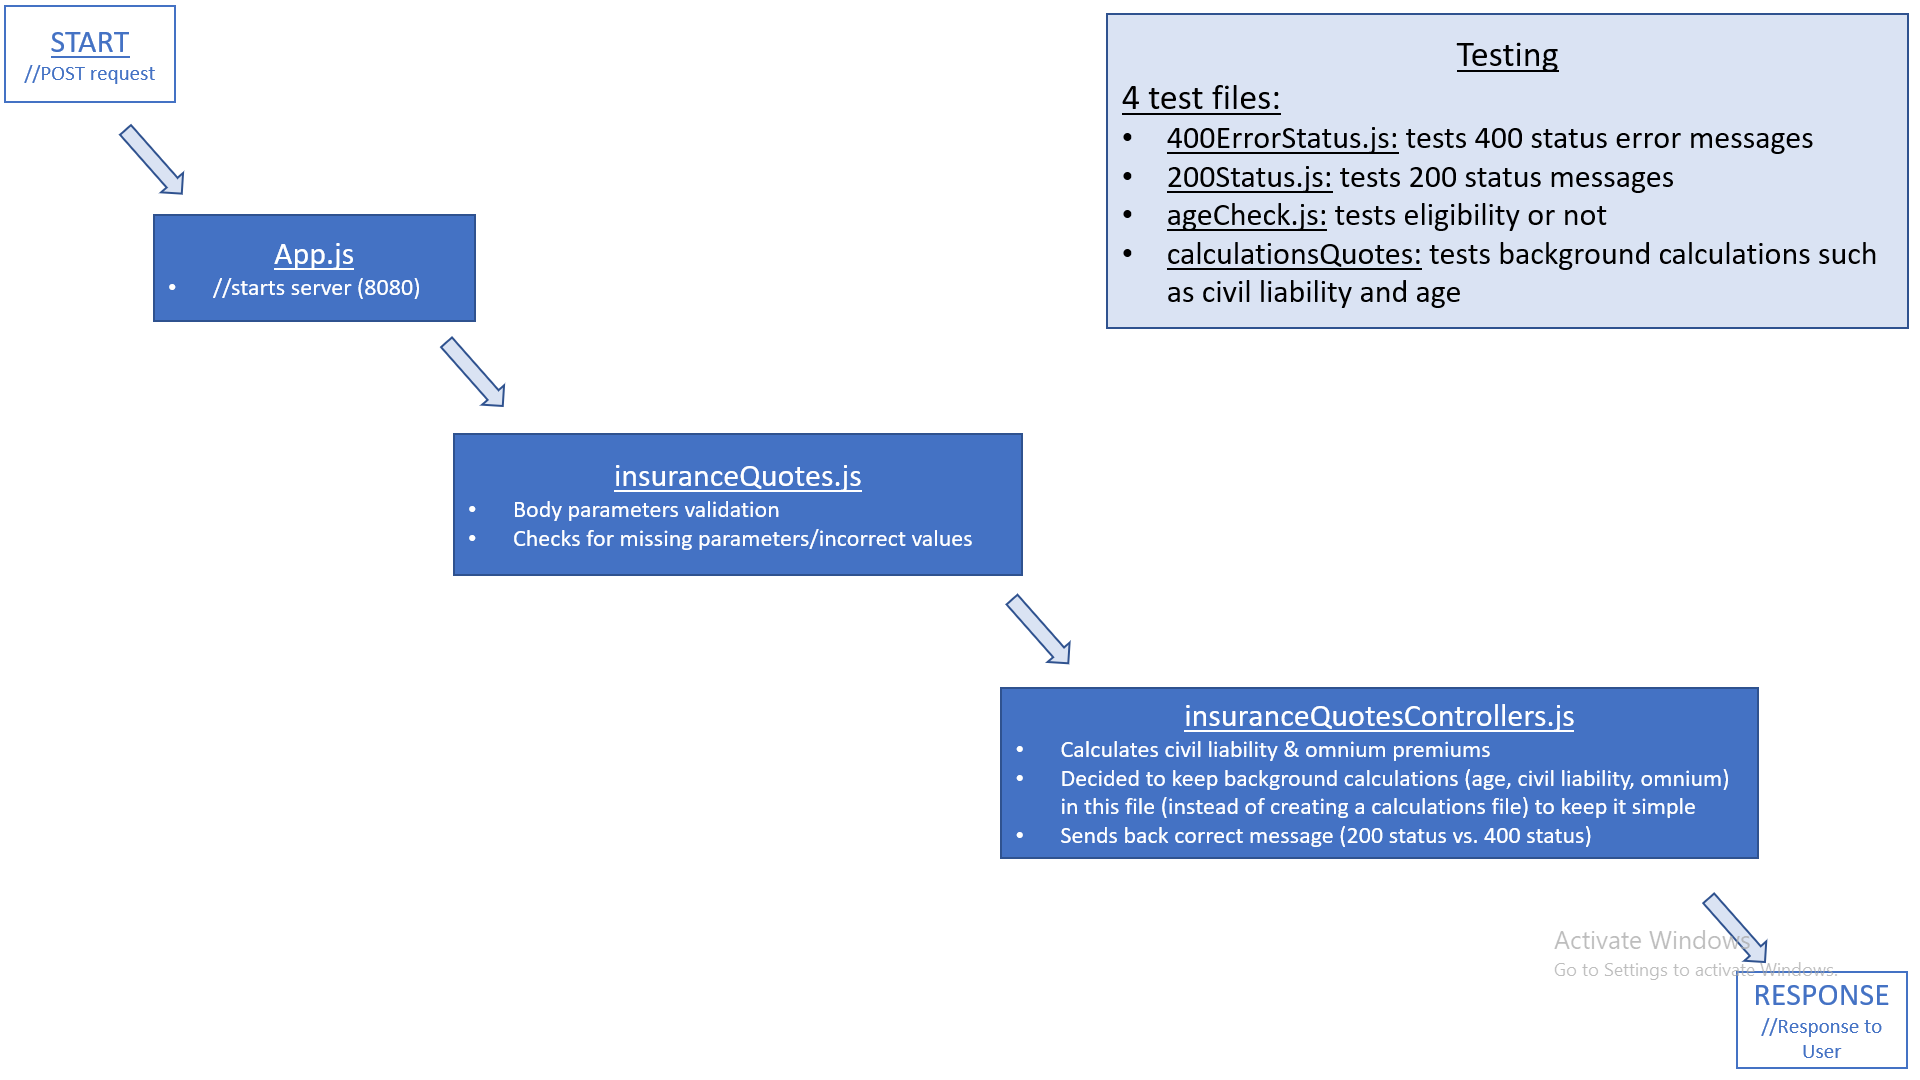 START
//POST request
Testing
4 test files:
• 400ErrorStatus.js: tests 400 status error messages
• 200Status.js: tests 200 status messages
• ageCheck.js: tests eligibility or not
• calculationsQuotes: tests background calculations such
as civil liability and age
App.js
• //starts server (8080)
insuranceQuotes.js
• Body parameters validation
• Checks for missing parameters/incorrect values
insuranceQuotesControllers.js
• Calculates civil liability & omnium premiums
• Decided to keep background calculations (age, civil liability, omnium)
in this file (instead of creating a calculations file) to keep it simple
• Sends back correct message (200 status vs. 400 status)
Activate Windows
Go to Settings to activate Windows.
RESPONSE
//Response to
User